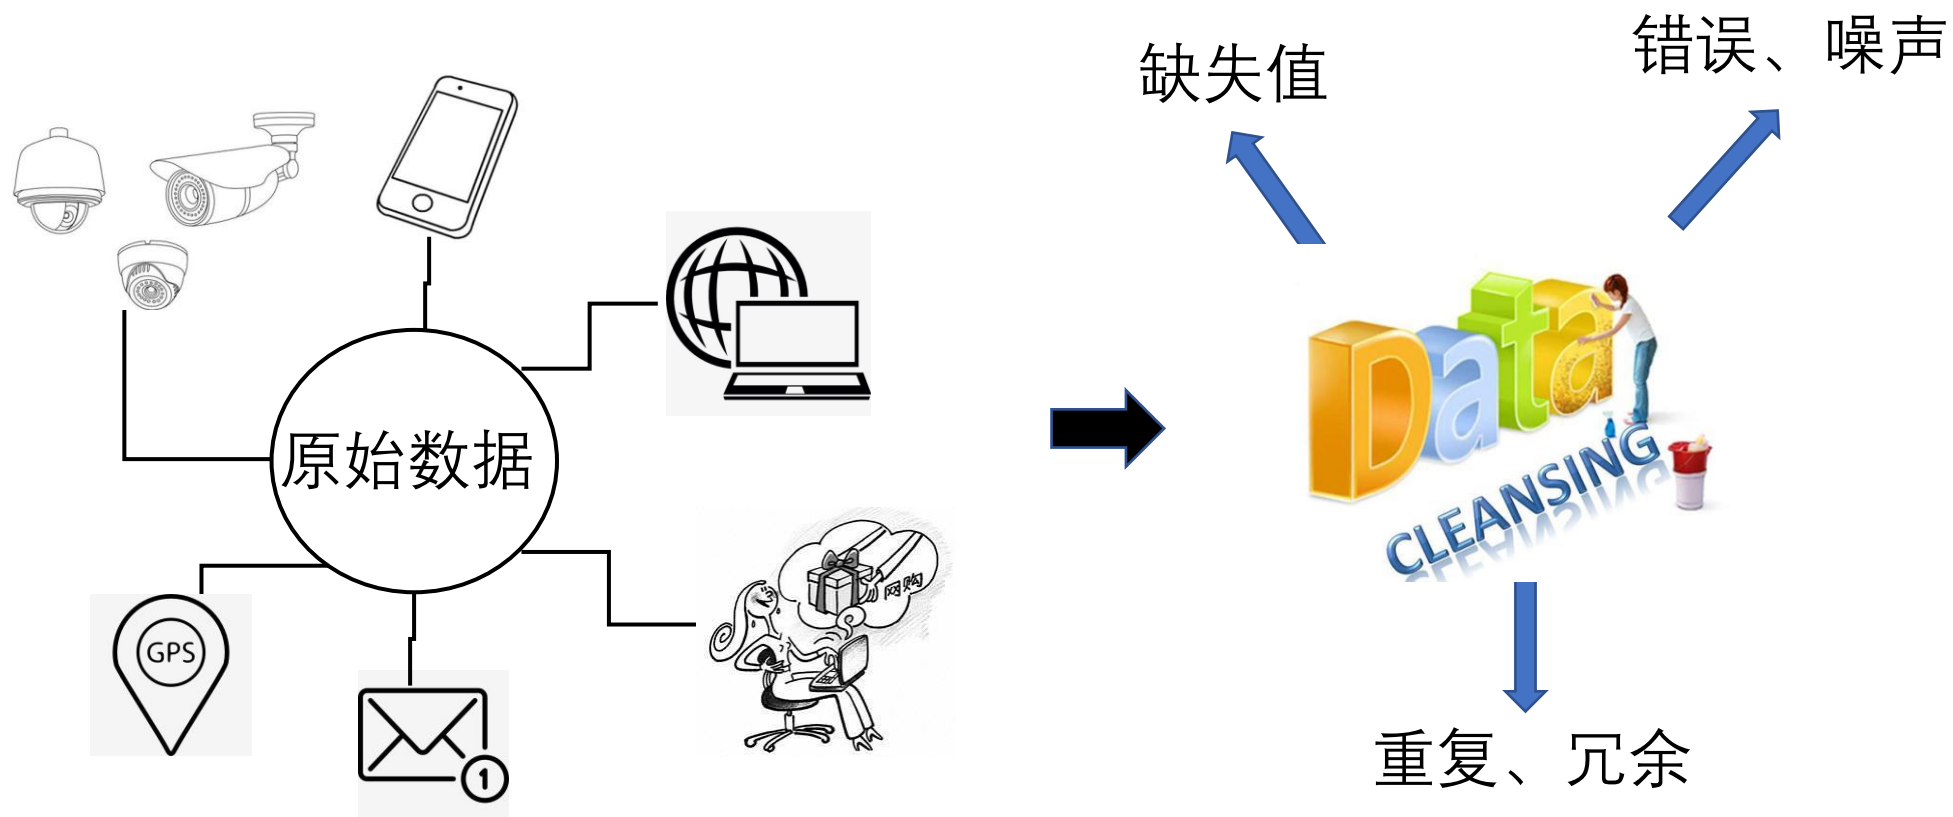 缺失值
错误、噪声
原始数据
Data
CLEANSING
网购
GPS
1
重复、冗余